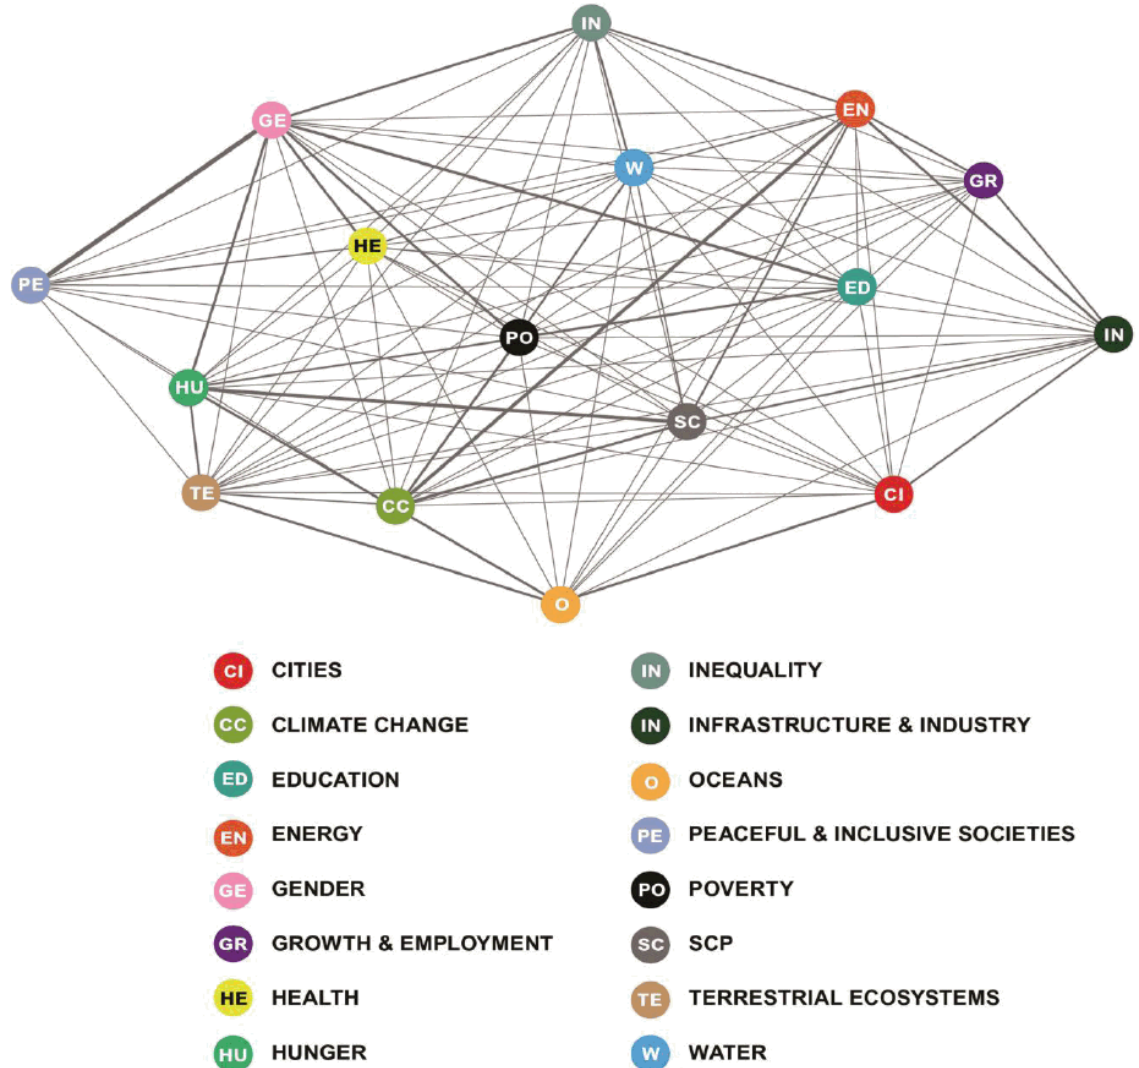 IN
GE
EN
W
GR
HE
PE
ED
PO
IN
HU
SC
TE
CC
CI
O
CI CITIES
IN INEQUALITY
CC CLIMATE CHANGE
IN INFRASTRUCTURE & INDUSTRY
ED EDUCATION
O OCEANS
EN ENERGY
PE PEACEFUL & INCLUSIVE SOCIETIES
GE GENDER
PO POVERTY
GR GROWTH & EMPLOYMENT
SC SCP
HE HEALTH
TE TERRESTRIAL ECOSYSTEMS
HU HUNGER
W WATER